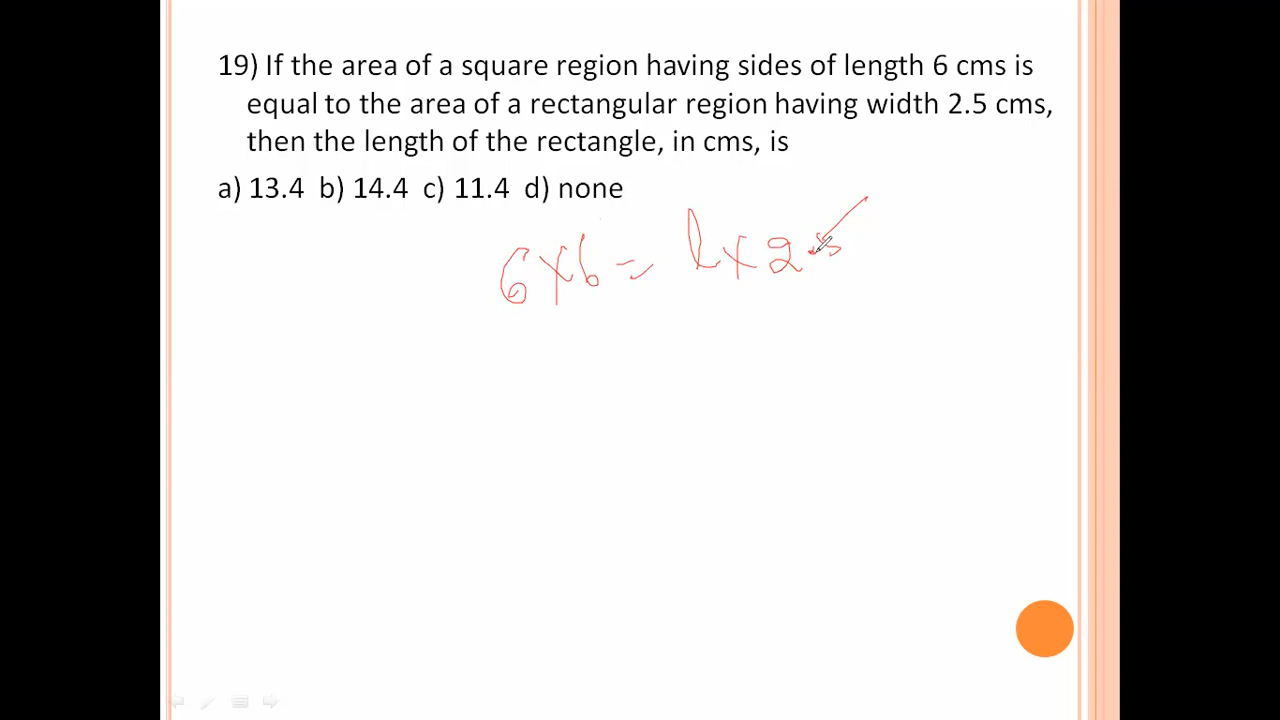 19) If the area of a square region having sides of length 6 cms is
equal to the area of a rectangular region having width 2.5 cms,
then the length of the rectangle, in cms, is
a) 13.4 b) 14.4 c) 11.4 d) none
6 x 6 = l x 2.5